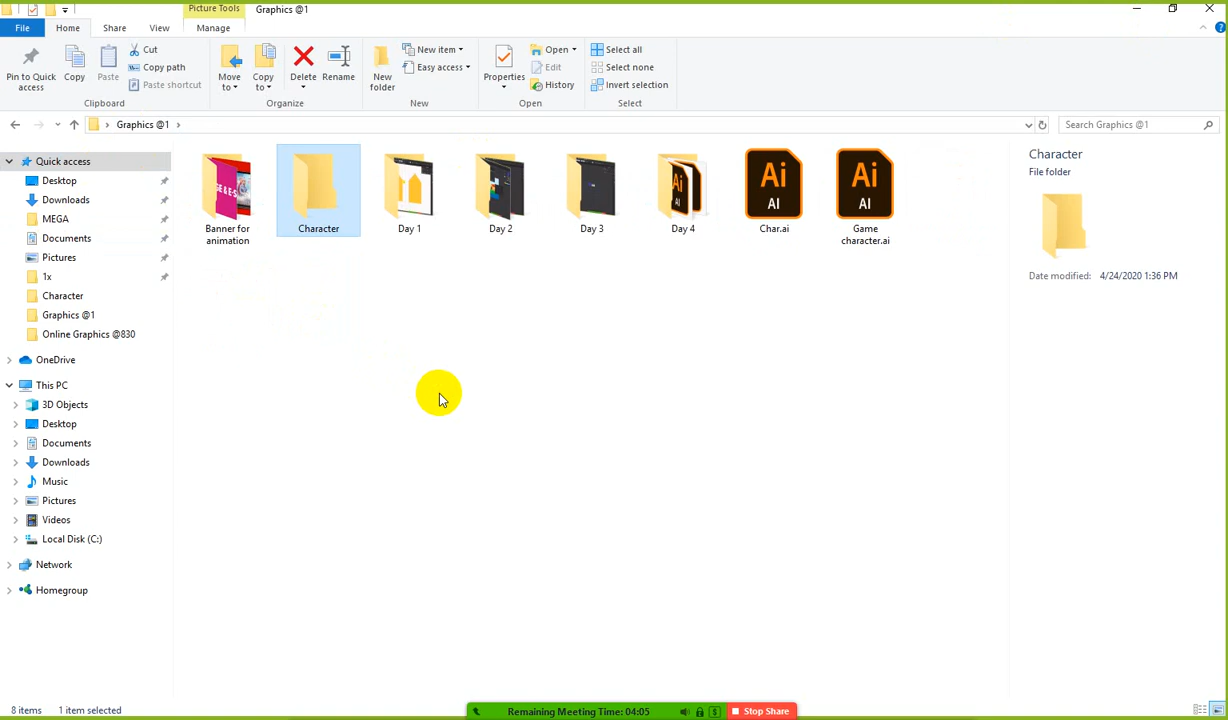 Picture Tools
Graphics @1
File
Home
Share
View
Manage
Pin to Quick access
Copy
Paste
Cut
Copy path
Paste shortcut
Clipboard
Move to
Copy to
Delete
Rename
Organize
New folder
New item
Easy access
New
Properties
Open
Edit
History
Open
Select all
Select none
Invert selection
Select
Graphics @1
Search Graphics @1
Quick access
Desktop
Downloads
MEGA
Documents
Pictures
1x
Character
Graphics @1
Online Graphics @830
OneDrive
This PC
3D Objects
Desktop
Documents
Downloads
Music
Pictures
Videos
Local Disk (C:)
Network
Homegroup
Banner for animation
Character
Day 1
Day 2
Day 3
Ai
Day 4
Ai
AI
Char.ai
Ai
AI
Game character.ai
Character
File folder
Date modified: 4/24/2020 1:36 PM
8 items
1 item selected
Remaining Meeting Time: 04:05
Stop Share